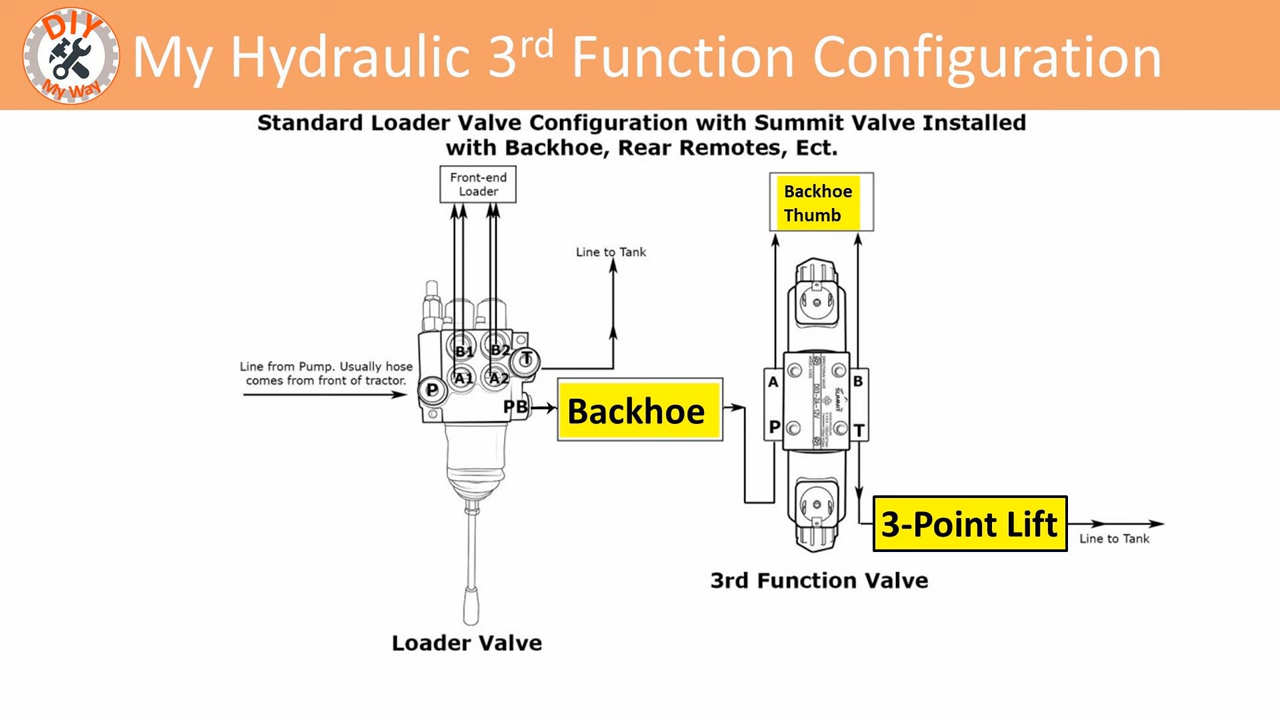 DIY
My Way
My Hydraulic 3rd Function Configuration
Standard Loader Valve Configuration with Summit Valve Installed
with Backhoe, Rear Remotes, Ect.
Front-end
Loader
Backhoe
Thumb
Line to Tank
Line from Pump. Usually hose
comes from front of tractor.
B1
B2
T
A1
A2
P
PB
Backhoe
A
B
P
T
SUMMIT
3-Point Lift
Line to Tank
3rd Function Valve
Loader Valve